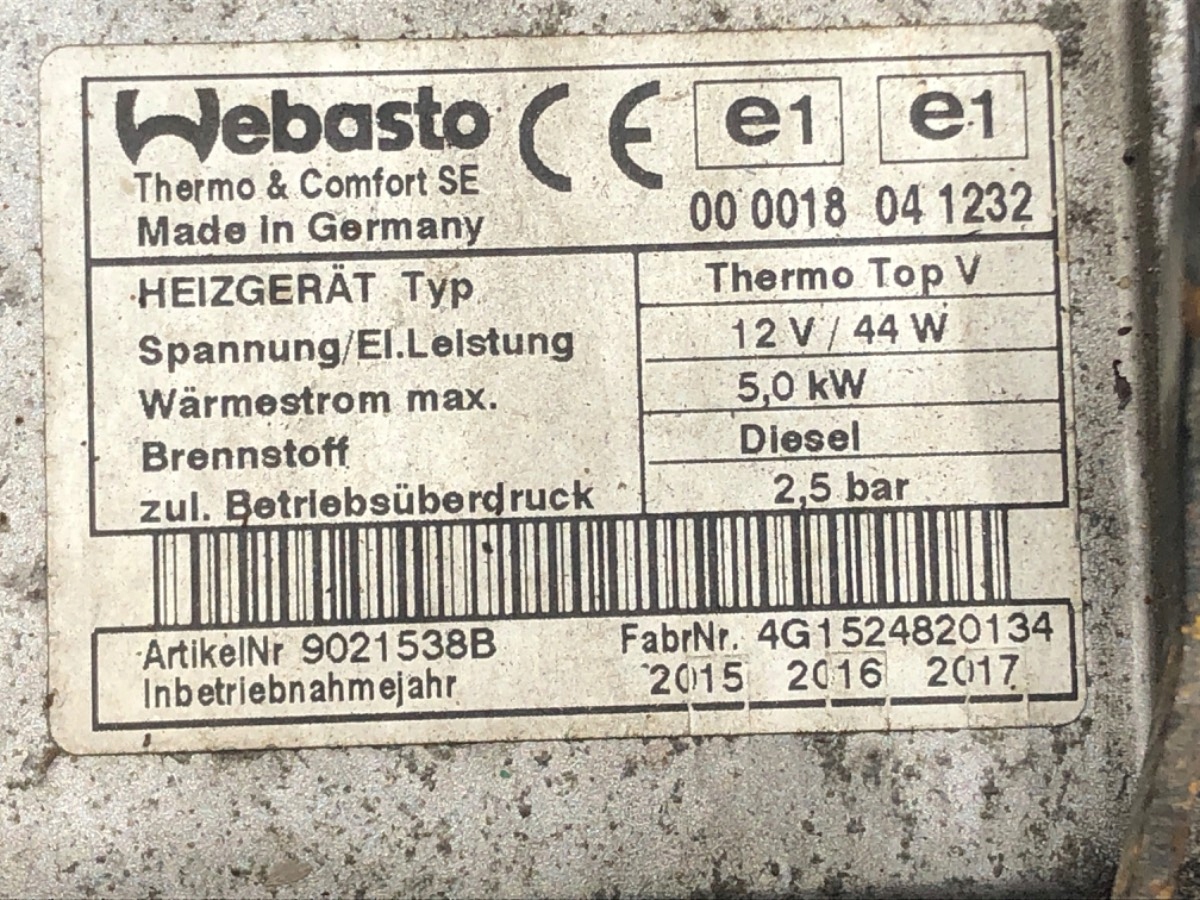 Webasto CE e1 e1
Thermo & Comfort SE
Made in Germany 00 0018 04 1232
HEIZGERÄT Typ Thermo Top V
Spannung/El.Leistung 12 V / 44 W
Wärmestrom max. 5,0 kW
Brennstoff Diesel
zul. Betriebsüberdruck 2,5 bar
ArtikelNr 9021538B FabrNr. 4G1524820134
Inbetriebnahmejahr 2015 2016 2017